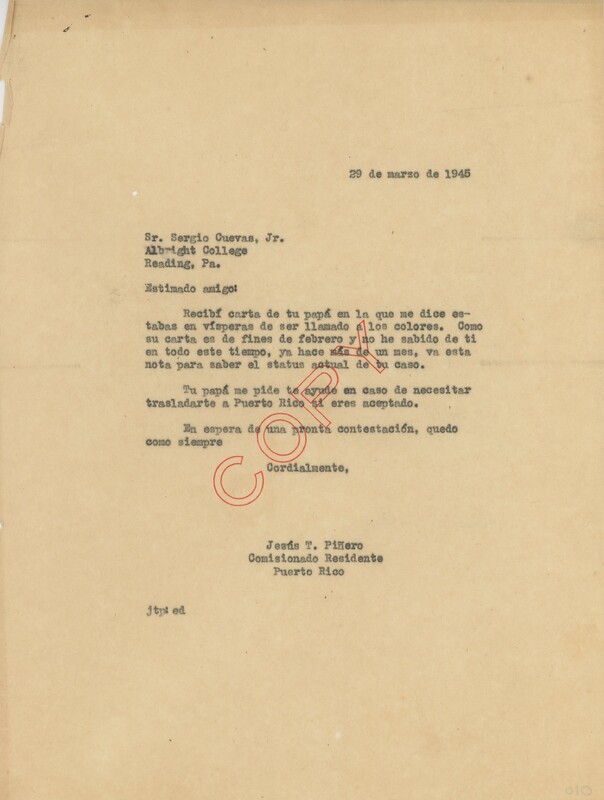 29 de marzo de 1945
Sr. Sergio Cuevas, Jr.
Albright College
Reading, Pa.
Estimado amigo:
Recibí carta de tu papá en la que me dice es-
tabas en vísperas de ser llamado a los colores. Como
su carta es de fines de febrero y no he sabido de ti
en todo este tiempo, ya hace más de un mes, va esta
nota para saber el status actual de tu caso.
Tu papá me pide te ayude en caso de necesitar
trasladarte a Puerto Rico si eres aceptado.
En espera de una pronta contestación, quedo
como siempre
Cordialmente,
COPY
Jesús T. Piñero
Comisionado Residente
Puerto Rico
jtp:ed